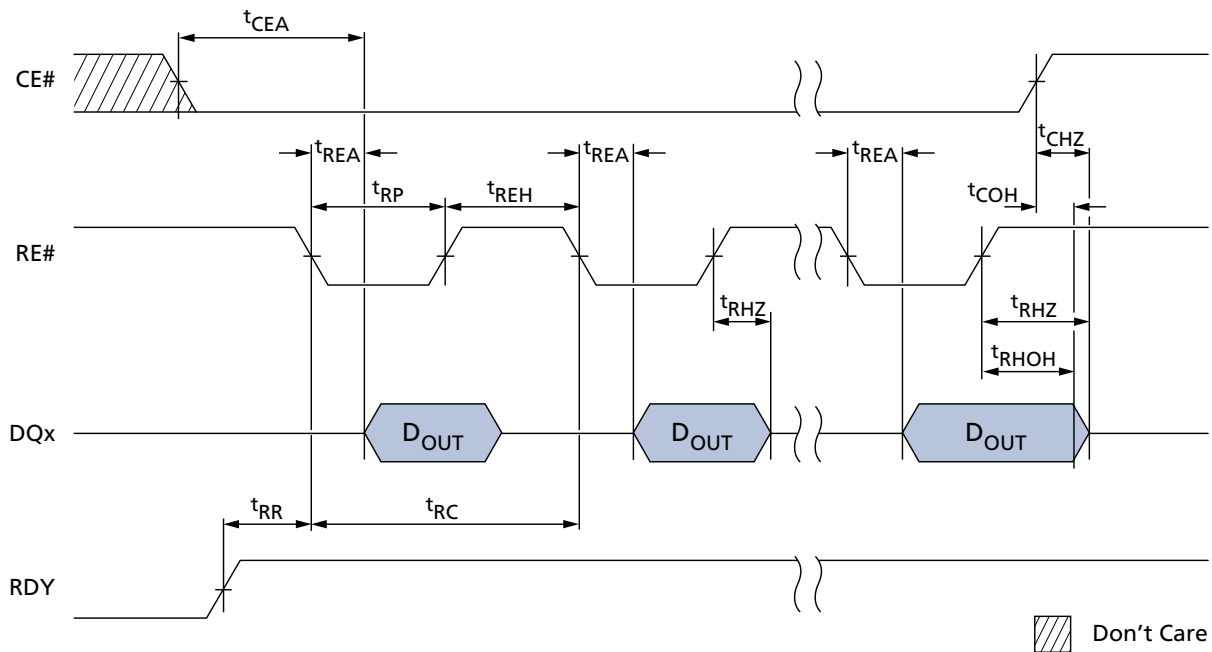 tCEA
CE#
tCHZ
tREA
tREA
tREA
tRP
tREH
tCOH
RE#
tRHZ
tRHZ
tRHOH
DQx
DOUT
DOUT
DOUT
tRR
tRC
RDY
Don't Care